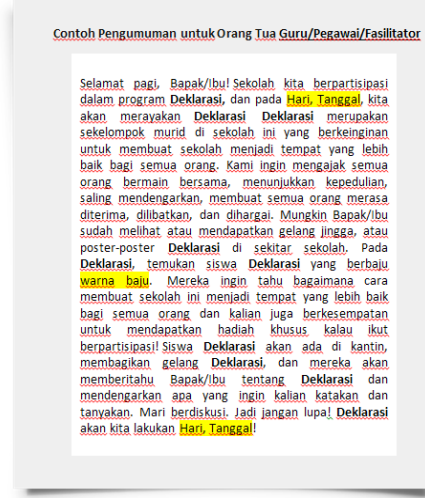 Contoh Pengumuman untuk Orang Tua Guru/Pegawai/Fasilitator
Selamat pagi, Bapak/Ibu! Sekolah kita berpartisipasi
dalam program Deklarasi, dan pada Hari, Tanggal, kita
akan merayakan Deklarasi Deklarasi merupakan
sekelompok murid di sekolah ini yang berkeinginan
untuk membuat sekolah menjadi tempat yang lebih
baik bagi semua orang. Kami ingin mengajak semua
orang bermain bersama, menunjukkan kepedulian,
saling mendengarkan, membuat semua orang merasa
diterima, dilibatkan, dan dihargai. Mungkin Bapak/Ibu
sudah melihat atau mendapatkan gelang jingga, atau
poster-poster Deklarasi di sekitar sekolah. Pada
Deklarasi, temukan siswa Deklarasi yang berbaju
warna baju. Mereka ingin tahu bagaimana cara
membuat sekolah ini menjadi tempat yang lebih baik
bagi semua orang dan kalian juga berkesempatan
untuk mendapatkan hadiah khusus kalau ikut
berpartisipasi! Siswa Deklarasi akan ada di kantin,
membagikan gelang Deklarasi, dan mereka akan
memberitahu Bapak/Ibu tentang Deklarasi dan
mendengarkan apa yang ingin kalian katakan dan
tanyakan. Mari berdiskusi. Jadi jangan lupa! Deklarasi
akan kita lakukan Hari, Tanggal!